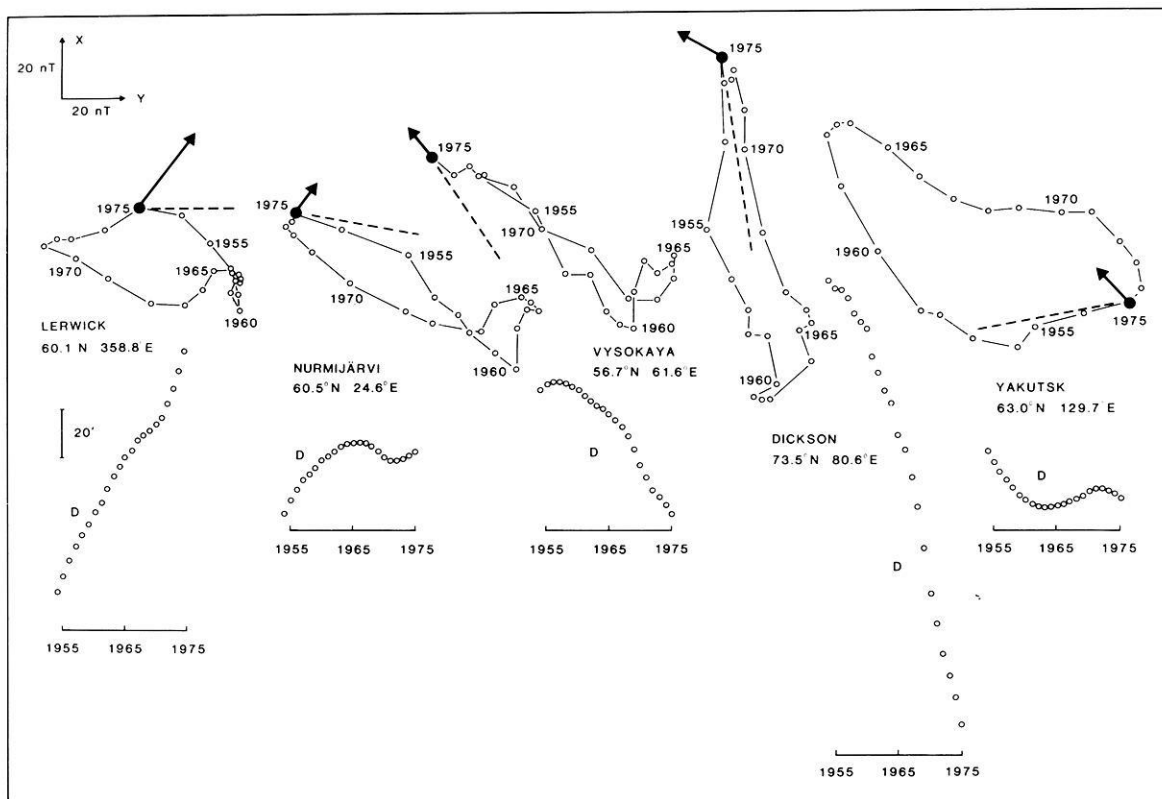 X
20 nT
Y
20 nT
1975
1955
1970
1965
1960
LERWICK
60.1 N 358.8°E
20'
D
1955 1965 1975
1975
1955
1970
1965
1960
NURMIJÄRVI
60.5°N 24.6°E
D
1955 1965 1975
1975
1955
1970
1965
1960
VYSOKAYA
56.7°N 61.6°E
D
1955 1965 1975
1975
1970
1955
1965
1960
DICKSON
73.5°N 80.6°E
D
1955 1965 1975
1965
1970
1960
1955
1975
YAKUTSK
63.0°N 129.7°E
D
1955 1965 1975